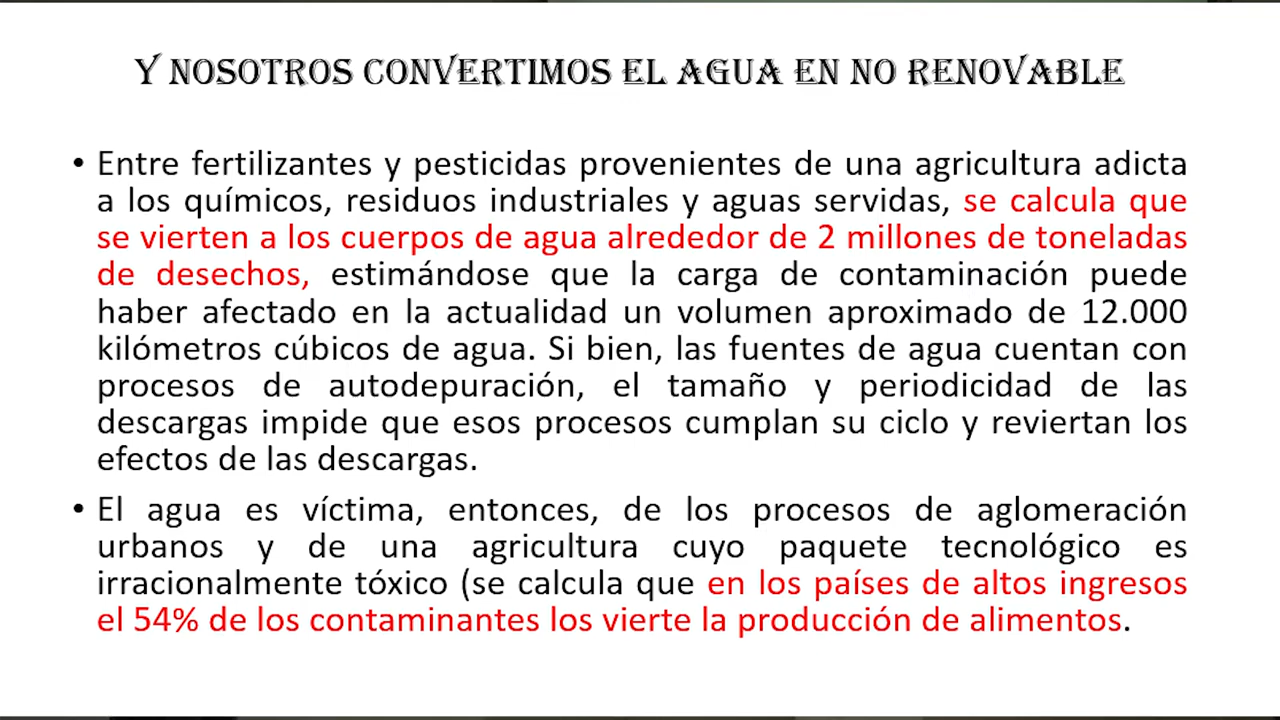 Y NOSOTROS CONVERTIMOS EL AGUA EN NO RENOVABLE
• Entre fertilizantes y pesticidas provenientes de una agricultura adicta
a los químicos, residuos industriales y aguas servidas, se calcula que
se vierten a los cuerpos de agua alrededor de 2 millones de toneladas
de desechos, estimándose que la carga de contaminación puede
haber afectado en la actualidad un volumen aproximado de 12.000
kilómetros cúbicos de agua. Si bien, las fuentes de agua cuentan con
procesos de autodepuración, el tamaño y periodicidad de las
descargas impide que esos procesos cumplan su ciclo y reviertan los
efectos de las descargas.
• El agua es víctima, entonces, de los procesos de aglomeración
urbanos y de una agricultura cuyo paquete tecnológico es
irracionalmente tóxico (se calcula que en los países de altos ingresos
el 54% de los contaminantes los vierte la producción de alimentos.